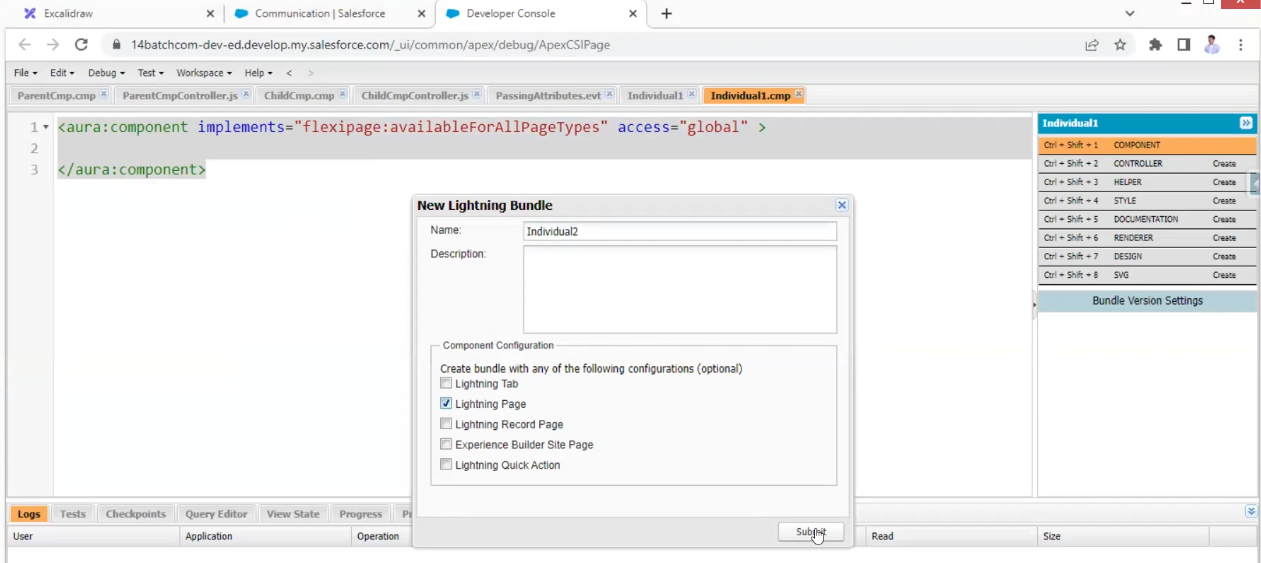 Excalidraw
Communication | Salesforce
Developer Console
14batchcom-dev-ed.develop.my.salesforce.com/_ui/common/apex/debug/ApexCSIPage
File Edit Debug Test Workspace Help < >
ParentCmp.cmp ParentCmpController.js ChildCmp.cmp ChildCmpController.js PassingAttributes.evt Individual1 Individual1.cmp
1 <aura:component implements="flexipage:availableForAllPageTypes" access="global" >
2
3 </aura:component>
Individual1
Ctrl + Shift + 1 COMPONENT
Ctrl + Shift + 2 CONTROLLER Create
Ctrl + Shift + 3 HELPER Create
Ctrl + Shift + 4 STYLE Create
Ctrl + Shift + 5 DOCUMENTATION Create
Ctrl + Shift + 6 RENDERER Create
Ctrl + Shift + 7 DESIGN Create
Ctrl + Shift + 8 SVG Create
Bundle Version Settings
New Lightning Bundle
Name: Individual2
Description:
Component Configuration
Create bundle with any of the following configurations (optional)
Lightning Tab
Lightning Page
Lightning Record Page
Experience Builder Site Page
Lightning Quick Action
Submit
Logs Tests Checkpoints Query Editor View State Progress
User Application Operation Read Size